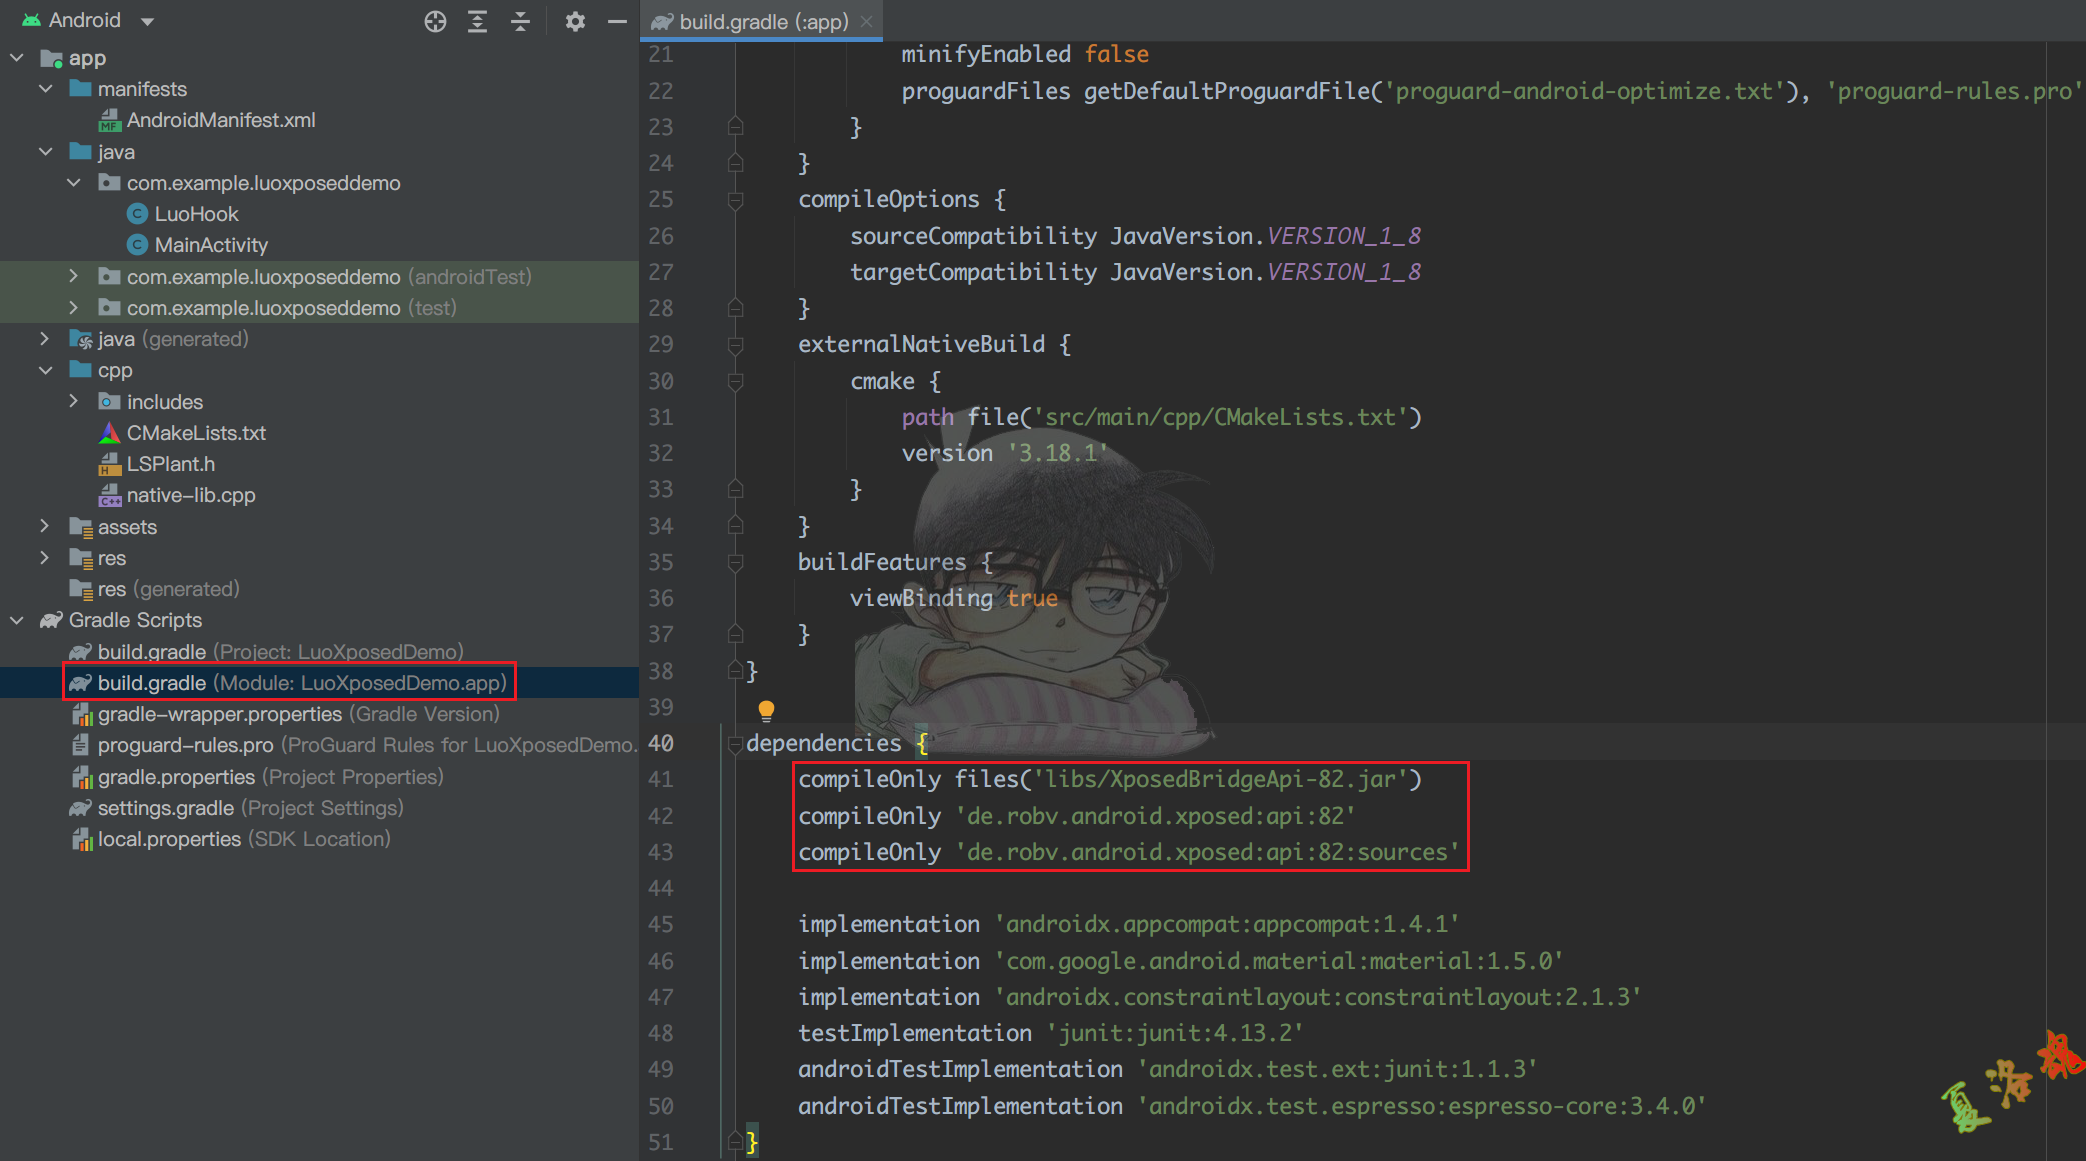 Android
app
manifests
AndroidManifest.xml
java
com.example.luoxposeddemo
LuoHook
MainActivity
com.example.luoxposeddemo (androidTest)
com.example.luoxposeddemo (test)
java (generated)
cpp
includes
CMakeLists.txt
LSPlant.h
native-lib.cpp
assets
res
res (generated)
Gradle Scripts
build.gradle (Project: LuoXposedDemo)
build.gradle (Module: LuoXposedDemo.app)
gradle-wrapper.properties (Gradle Version)
proguard-rules.pro (ProGuard Rules for LuoXposedDemo.
gradle.properties (Project Properties)
settings.gradle (Project Settings)
local.properties (SDK Location)
build.gradle (:app)
21 minifyEnabled false
22 proguardFiles getDefaultProguardFile('proguard-android-optimize.txt'), 'proguard-rules.pro'
23 }
24 }
25 compileOptions {
26 sourceCompatibility JavaVersion.VERSION_1_8
27 targetCompatibility JavaVersion.VERSION_1_8
28 }
29 externalNativeBuild {
30 cmake {
31 path file('src/main/cpp/CMakeLists.txt')
32 version '3.18.1'
33 }
34 }
35 buildFeatures {
36 viewBinding true
37 }
38 }
39
40 dependencies {
41 compileOnly files('libs/XposedBridgeApi-82.jar')
42 compileOnly 'de.robv.android.xposed:api:82'
43 compileOnly 'de.robv.android.xposed:api:82:sources'
44
45 implementation 'androidx.appcompat:appcompat:1.4.1'
46 implementation 'com.google.android.material:material:1.5.0'
47 implementation 'androidx.constraintlayout:constraintlayout:2.1.3'
48 testImplementation 'junit:junit:4.13.2'
49 androidTestImplementation 'androidx.test.ext:junit:1.1.3'
50 androidTestImplementation 'androidx.test.espresso:espresso-core:3.4.0'
51 }
夏洛